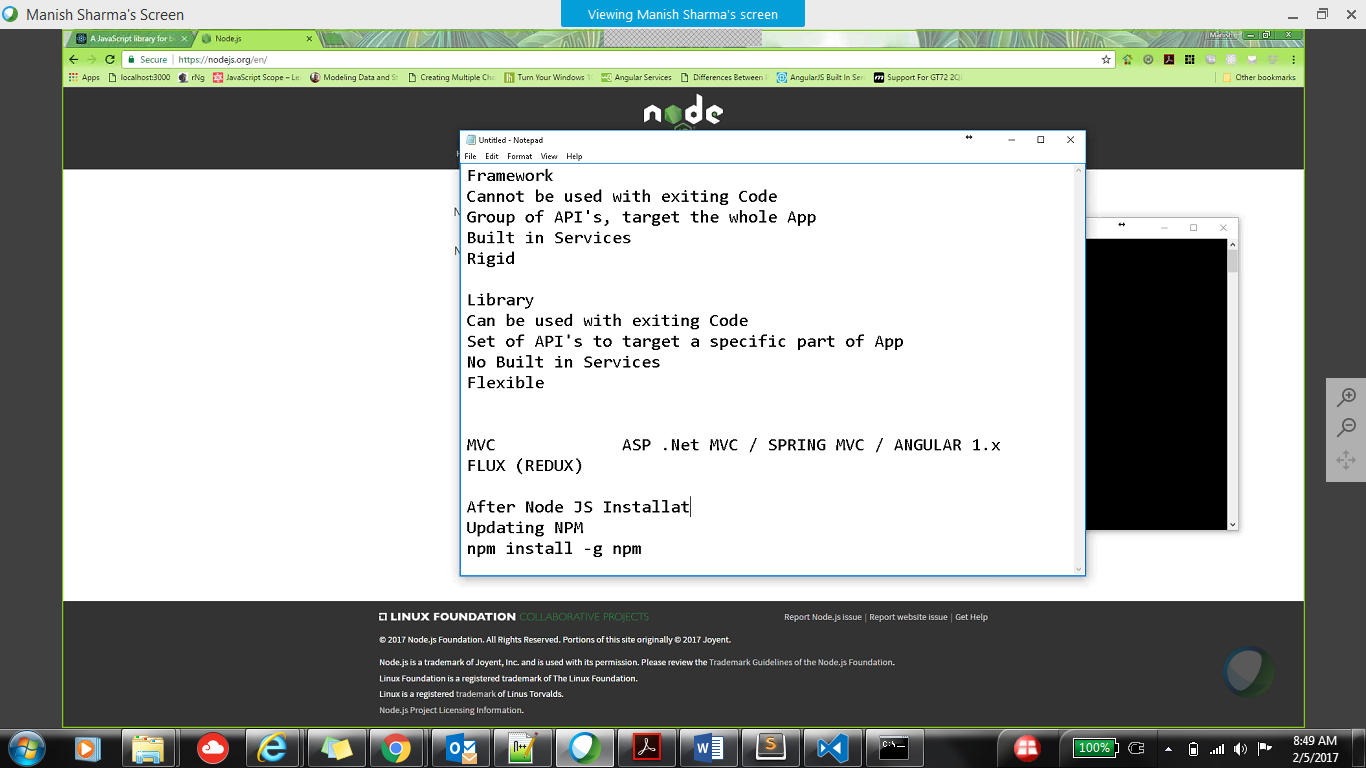 Manish Sharma's Screen
Viewing Manish Sharma's screen
A JavaScript library for b
Node.js
Manish
Secure
https://nodejs.org/en/
Apps
localhost:3000
rNg
JavaScript Scope – Le
Modeling Data and S
Creating Multiple Ch
Turn Your Windows 1
Angular Services
Differences Between
AngularJS Built In Ser
Support For GT72 2Q
Other bookmarks
node
Untitled - Notepad
File Edit Format View Help
Framework
Cannot be used with exiting Code
Group of API's, target the whole App
Built in Services
Rigid
Library
Can be used with exiting Code
Set of API's to target a specific part of App
No Built in Services
Flexible
MVC ASP .Net MVC / SPRING MVC / ANGULAR 1.x
FLUX (REDUX)
After Node JS Installat
Updating NPM
npm install -g npm
LINUX FOUNDATION COLLABORATIVE PROJECTS
Report Node.js issue | Report website issue | Get Help
© 2017 Node.js Foundation. All Rights Reserved. Portions of this site originally © 2017 Joyent.
Node.js is a trademark of Joyent, Inc. and is used with its permission. Please review the Trademark Guidelines of the Node.js Foundation.
Linux Foundation is a registered trademark of The Linux Foundation.
Linux is a registered trademark of Linus Torvalds.
Node.js Project Licensing Information.
100%
8:49 AM
2/5/2017